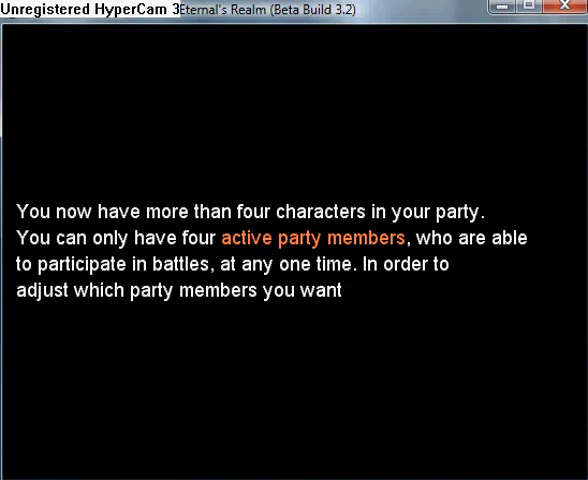 Unregistered HyperCam 3
Eternal's Realm (Beta Build 3.2)
You now have more than four characters in your party.
You can only have four active party members, who are able
to participate in battles, at any one time. In order to
adjust which party members you want